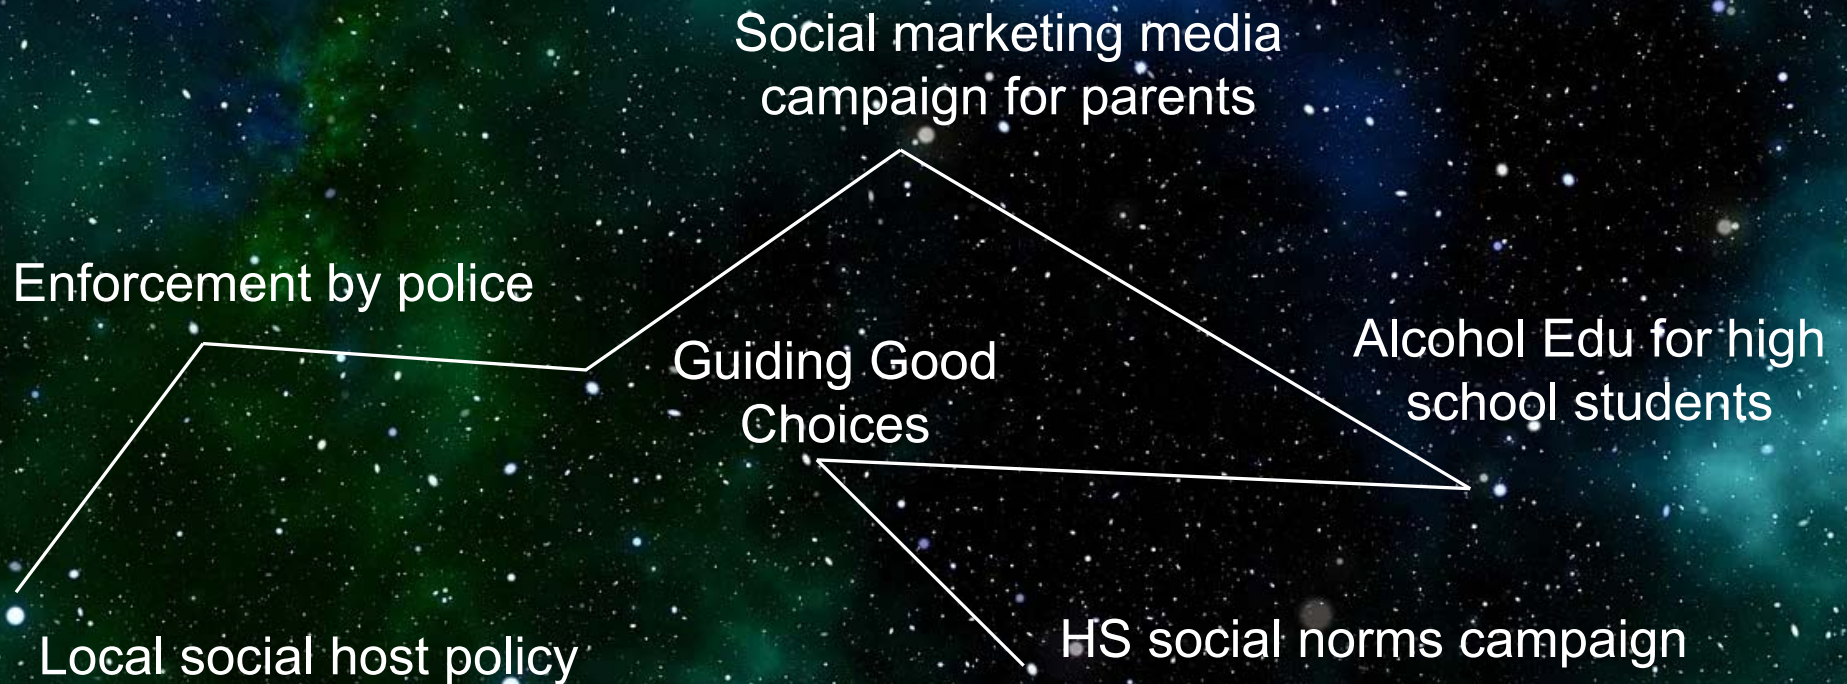 Social marketing media
campaign for parents
Enforcement by police
Guiding Good
Choices
Alcohol Edu for high
school students
HS social norms campaign
Local social host policy